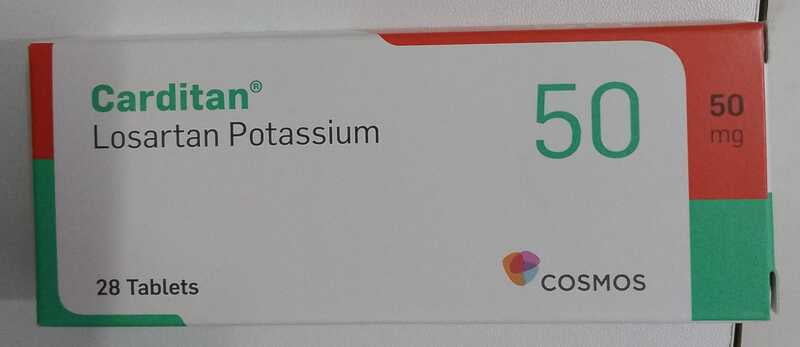 Carditan®
Losartan Potassium
50
50
mg
28 Tablets
COSMOS